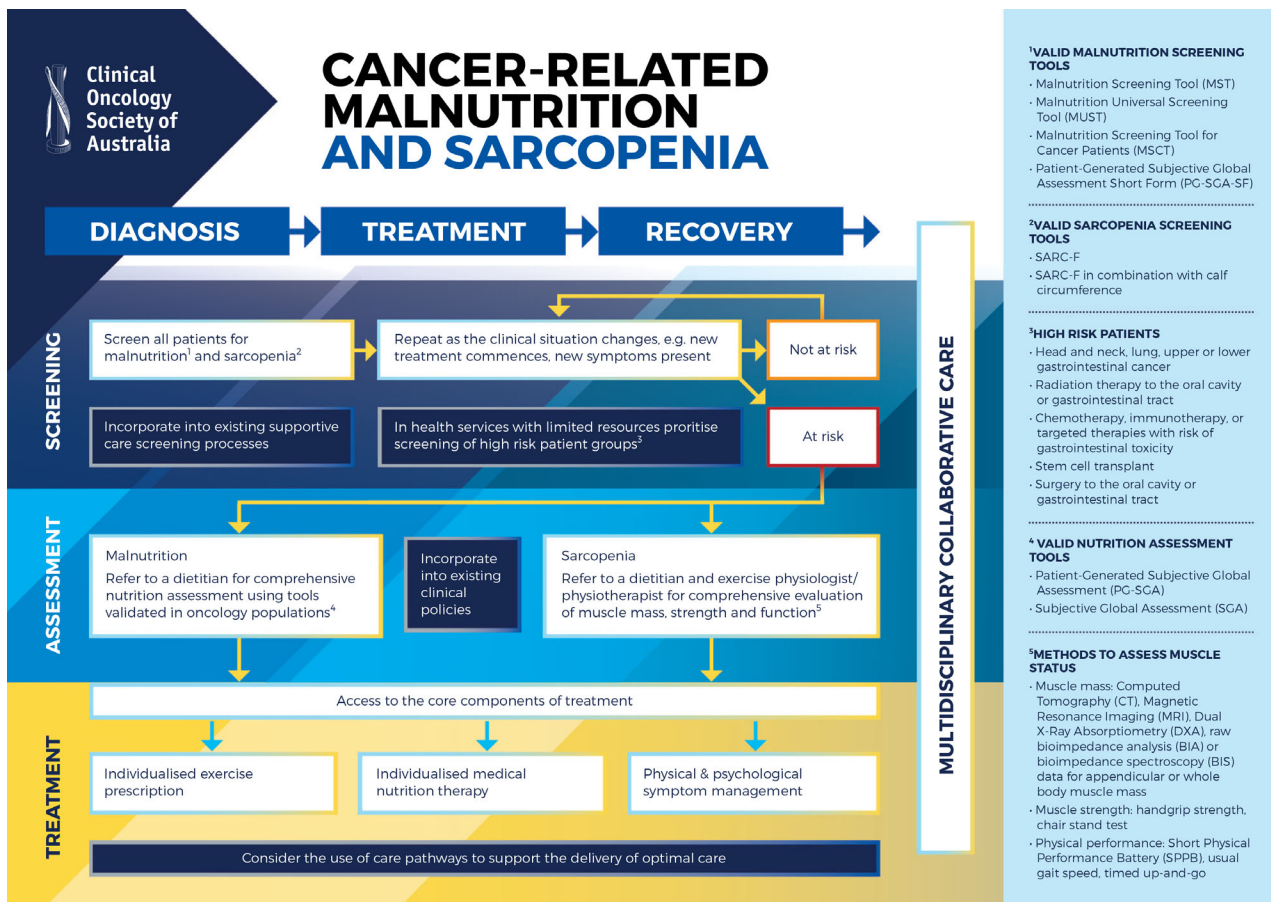 Clinical
Oncology
Society of
Australia
CANCER-RELATED
MALNUTRITION
AND SARCOPENIA
DIAGNOSIS
TREATMENT
RECOVERY
SCREENING
Screen all patients for
malnutrition¹ and sarcopenia²
Repeat as the clinical situation changes, e.g. new
treatment commences, new symptoms present
Not at risk
Incorporate into existing supportive
care screening processes
In health services with limited resources proritise
screening of high risk patient groups³
At risk
ASSESSMENT
Malnutrition
Refer to a dietitian for comprehensive
nutrition assessment using tools
validated in oncology populations⁴
Incorporate
into existing
clinical
policies
Sarcopenia
Refer to a dietitian and exercise physiologist/
physiotherapist for comprehensive evaluation
of muscle mass, strength and function⁵
TREATMENT
Access to the core components of treatment
Individualised exercise
prescription
Individualised medical
nutrition therapy
Physical & psychological
symptom management
Consider the use of care pathways to support the delivery of optimal care
MULTIDISCIPLINARY COLLABORATIVE CARE
¹VALID MALNUTRITION SCREENING
TOOLS
• Malnutrition Screening Tool (MST)
• Malnutrition Universal Screening
Tool (MUST)
• Malnutrition Screening Tool for
Cancer Patients (MSCT)
• Patient-Generated Subjective Global
Assessment Short Form (PG-SGA-SF)
²VALID SARCOPENIA SCREENING
TOOLS
• SARC-F
• SARC-F in combination with calf
circumference
³HIGH RISK PATIENTS
• Head and neck, lung, upper or lower
gastrointestinal cancer
• Radiation therapy to the oral cavity
or gastrointestinal tract
• Chemotherapy, immunotherapy, or
targeted therapies with risk of
gastrointestinal toxicity
• Stem cell transplant
• Surgery to the oral cavity or
gastrointestinal tract
⁴ VALID NUTRITION ASSESSMENT
TOOLS
• Patient-Generated Subjective Global
Assessment (PG-SGA)
• Subjective Global Assessment (SGA)
⁵METHODS TO ASSESS MUSCLE
STATUS
• Muscle mass: Computed
Tomography (CT), Magnetic
Resonance Imaging (MRI), Dual
X-Ray Absorptiometry (DXA), raw
bioimpedance analysis (BIA) or
bioimpedance spectroscopy (BIS)
data for appendicular or whole
body muscle mass
• Muscle strength: handgrip strength,
chair stand test
• Physical performance: Short Physical
Performance Battery (SPPB), usual
gait speed, timed up-and-go